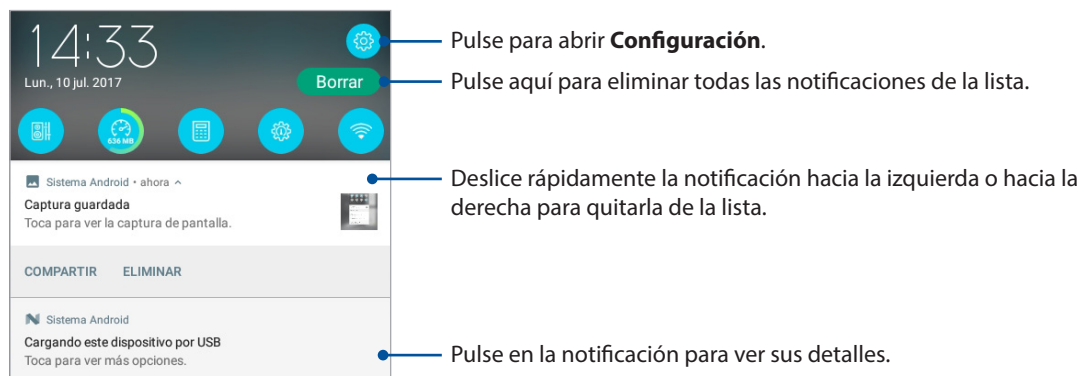 14:33
Lun., 10 jul. 2017
Borrar
636 MB
Sistema Android • ahora
Captura guardada
Toca para ver la captura de pantalla.
COMPARTIR ELIMINAR
Sistema Android
Cargando este dispositivo por USB
Toca para ver más opciones.
Pulse para abrir Configuración.
Pulse aquí para eliminar todas las notificaciones de la lista.
Deslice rápidamente la notificación hacia la izquierda o hacia la
derecha para quitarla de la lista.
Pulse en la notificación para ver sus detalles.